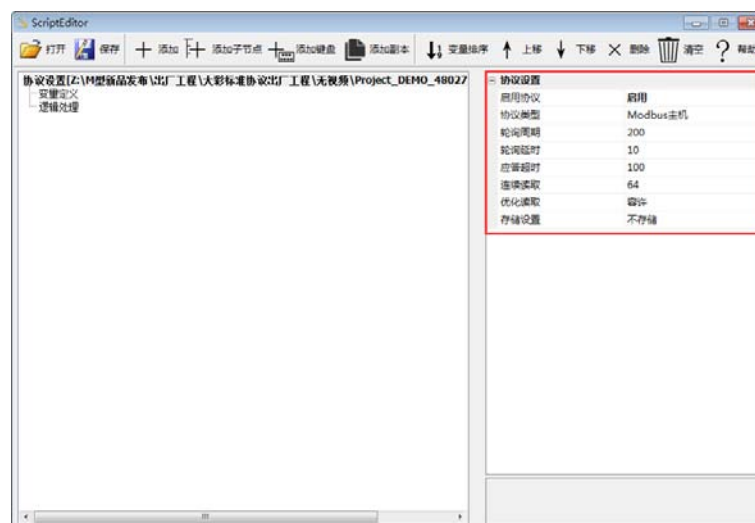 ScriptEditor
打开 保存 添加 添加子节点 添加键盘 添加副本 变量排序 上移 下移 删除 清空 帮助
协议设置[Z:\M型新品发布\出厂工程\大彩标准协议出厂工程\无视频\Project_DEMO_48027
变量定义
逻辑处理
协议设置
启用协议 启用
协议类型 Modbus主机
轮询周期 200
轮询延时 10
应答超时 100
连续读取 64
优化读取 容许
存储设置 不存储